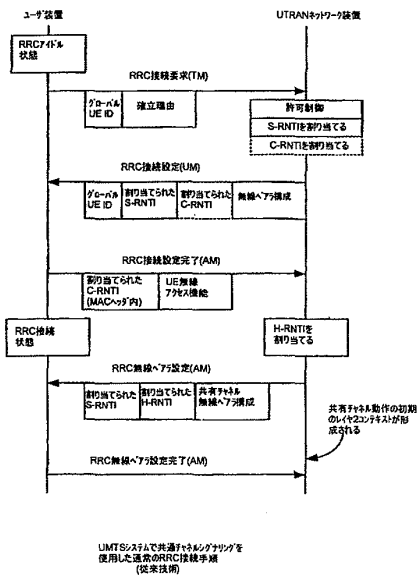 ユーザ装置
UTRANネットワーク装置
RRCアイドル
状態
RRC接続要求(TM)
グローバル
UE ID
確立理由
許可制御
S-RNTIを割り当てる
C-RNTIを割り当てる
RRC接続設定(UM)
グローバル
UE ID
割り当てられた
S-RNTI
割り当てられた
C-RNTI
無線ベアラ構成
RRC接続設定完了(AM)
割り当てられた
C-RNTI
(MACヘッダ内)
UE無線
アクセス機能
RRC接続
状態
H-RNTIを
割り当てる
RRC無線ベアラ設定(AM)
割り当てられた
S-RNTI
割り当てられた
H-RNTI
共有チャネル
無線ベアラ構成
共有チャネル動作の初期
のレイヤ2コンテキストが形
成される
RRC無線ベアラ設定完了(AM)
UMTSシステムで共通チャネルシグナリングを
使用した通常のRRC接続手順
(従来技術)